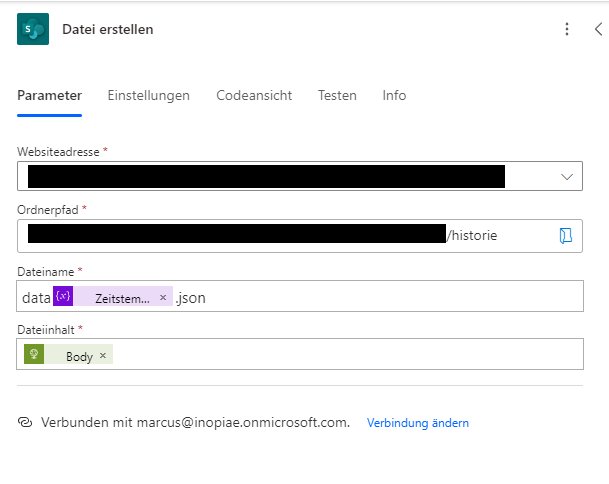 Datei erstellen
Parameter Einstellungen Codeansicht Testen Info
Websiteadresse *
Ordnerpfad *
/historie
Dateiname *
data {x} Zeitstem... × .json
Dateiinhalt *
Body ×
Verbunden mit marcus@inopiae.onmicrosoft.com. Verbindung ändern